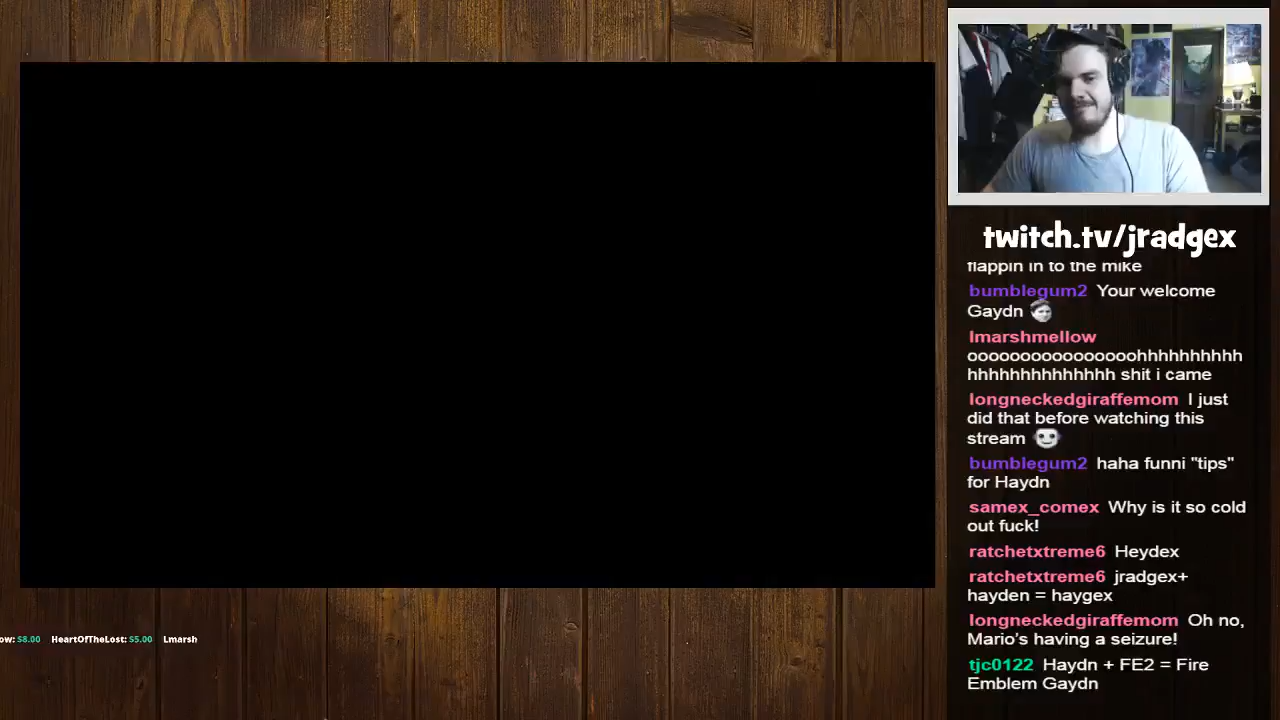 twitch.tv/jradgex
flappin in to the mike
bumblegum2 Your welcome
Gaydn
lmarshmellow
oooooooooooooooohhhhhhhhhh
hhhhhhhhhhhhhh shit i came
longneckedgiraffemom I just
did that before watching this
stream
bumblegum2 haha funni "tips"
for Haydn
samex_comex Why is it so cold
out fuck!
ratchetxtreme6 Heydex
ratchetxtreme6 jradgex+
hayden = haygex
longneckedgiraffemom Oh no,
Mario's having a seizure!
tjc0122 Haydn + FE2 = Fire
Emblem Gaydn
ow: $8.00 HeartOfTheLost: $5.00 Lmarsh